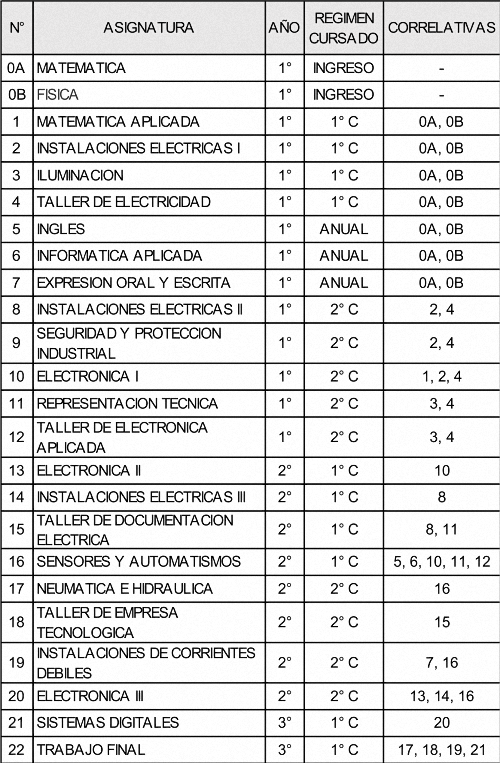 N° ASIGNATURA AÑO REGIMEN CURSADO CORRELATIVAS
0A MATEMATICA 1° INGRESO -
0B FISICA 1° INGRESO -
1 MATEMATICA APLICADA 1° 1° C 0A, 0B
2 INSTALACIONES ELECTRICAS I 1° 1° C 0A, 0B
3 ILUMINACION 1° 1° C 0A, 0B
4 TALLER DE ELECTRICIDAD 1° 1° C 0A, 0B
5 INGLES 1° ANUAL 0A, 0B
6 INFORMATICA APLICADA 1° ANUAL 0A, 0B
7 EXPRESION ORAL Y ESCRITA 1° ANUAL 0A, 0B
8 INSTALACIONES ELECTRICAS II 1° 2° C 2, 4
9 SEGURIDAD Y PROTECCION INDUSTRIAL 1° 2° C 2, 4
10 ELECTRONICA I 1° 2° C 1, 2, 4
11 REPRESENTACION TECNICA 1° 2° C 3, 4
12 TALLER DE ELECTRONICA APLICADA 1° 2° C 3, 4
13 ELECTRONICA II 2° 1° C 10
14 INSTALACIONES ELECTRICAS III 2° 1° C 8
15 TALLER DE DOCUMENTACION ELECTRICA 2° 1° C 8, 11
16 SENSORES Y AUTOMATISMOS 2° 1° C 5, 6, 10, 11, 12
17 NEUMATICA E HIDRAULICA 2° 2° C 16
18 TALLER DE EMPRESA TECNOLOGICA 2° 2° C 15
19 INSTALACIONES DE CORRIENTES DEBILES 2° 2° C 7, 16
20 ELECTRONICA III 2° 2° C 13, 14, 16
21 SISTEMAS DIGITALES 3° 1° C 20
22 TRABAJO FINAL 3° 1° C 17, 18, 19, 21